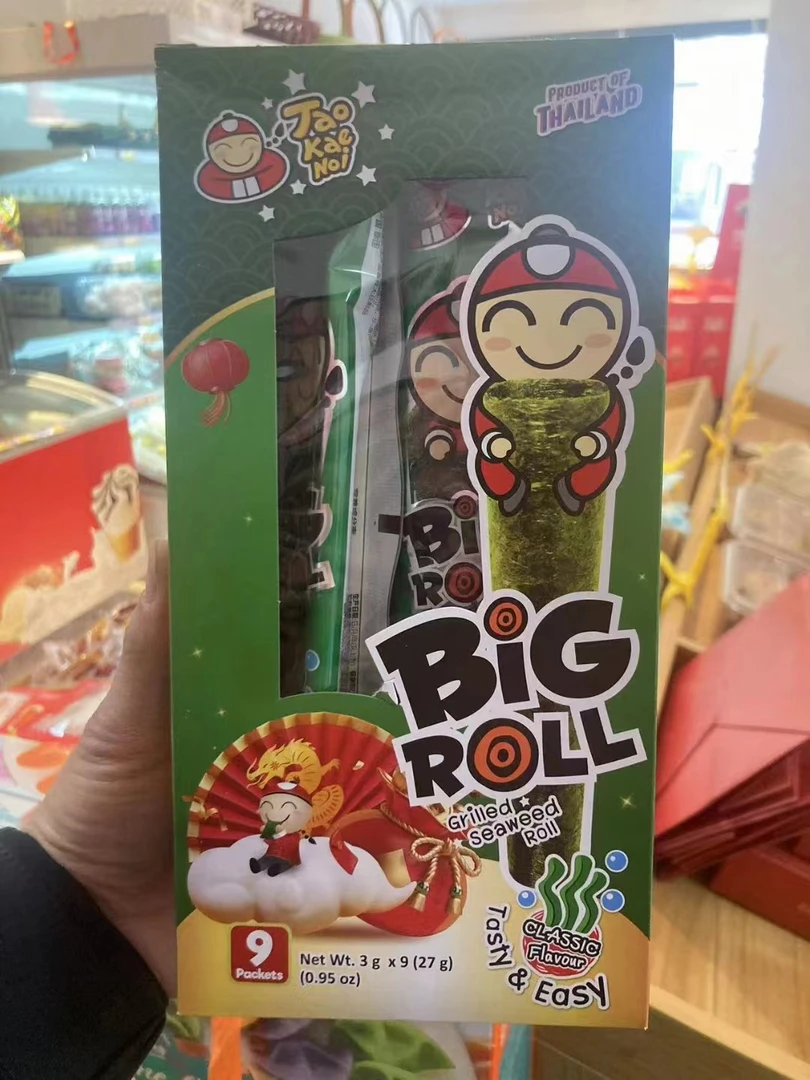 Tao
Kae
Noi
PRODUCT OF
THAILAND
BiG
ROLL
Grilled
Seaweed
Roll
CLASSIC
Flavour
Tasty & Easy
9
Packets
Net Wt. 3 g x 9 (27 g)
(0.95 oz)